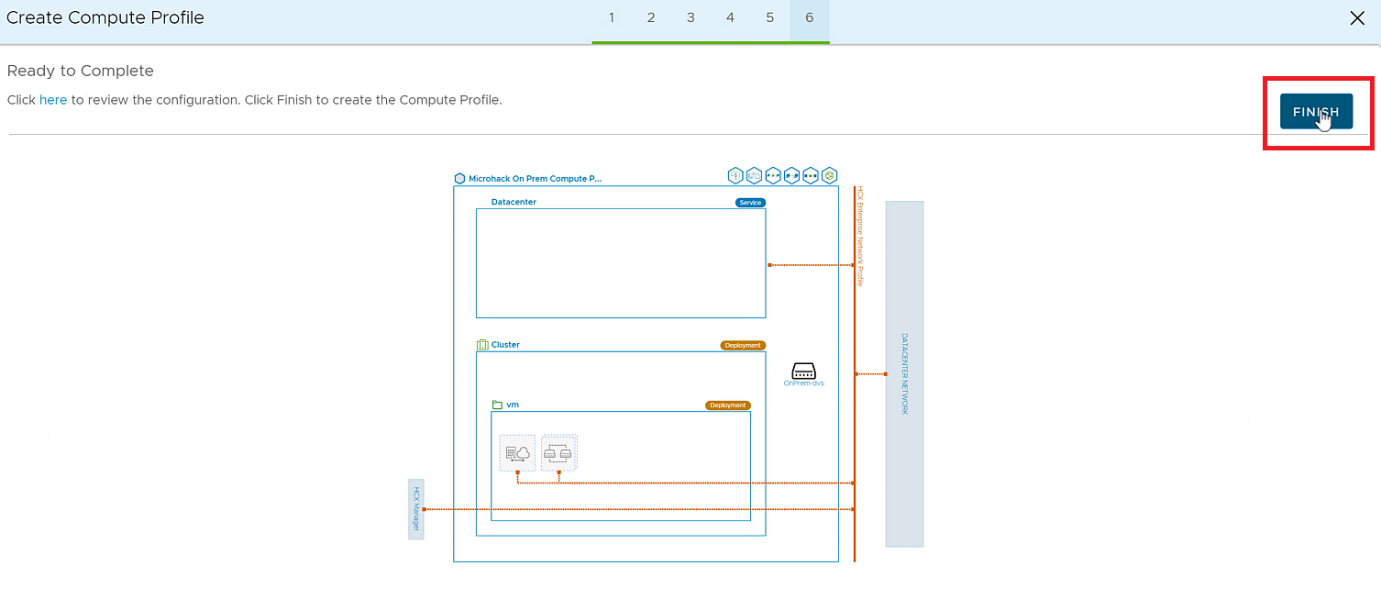 Create Compute Profile
1 2 3 4 5 6
Ready to Complete
Click here to review the configuration. Click Finish to create the Compute Profile.
FINISH
Microhack On Prem Compute P...
Datacenter
Service
HCX Enterprise Network Profile
DATACENTER NETWORK
Cluster
Deployment
OnPrem-dvs
vm
Deployment
HCX Manager